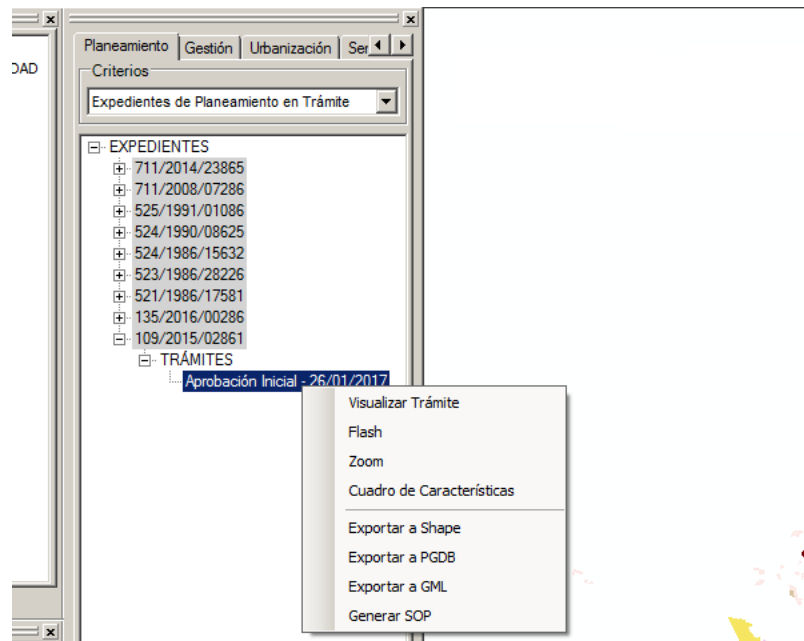 DAD
Planeamiento Gestión Urbanización Ser
Criterios
Expedientes de Planeamiento en Trámite
EXPEDIENTES
711/2014/23865
711/2008/07286
525/1991/01086
524/1990/08625
524/1986/15632
523/1986/28226
521/1986/17581
135/2016/00286
109/2015/02861
TRÁMITES
Aprobación Inicial - 26/01/2017
Visualizar Trámite
Flash
Zoom
Cuadro de Características
Exportar a Shape
Exportar a PGDB
Exportar a GML
Generar SOP